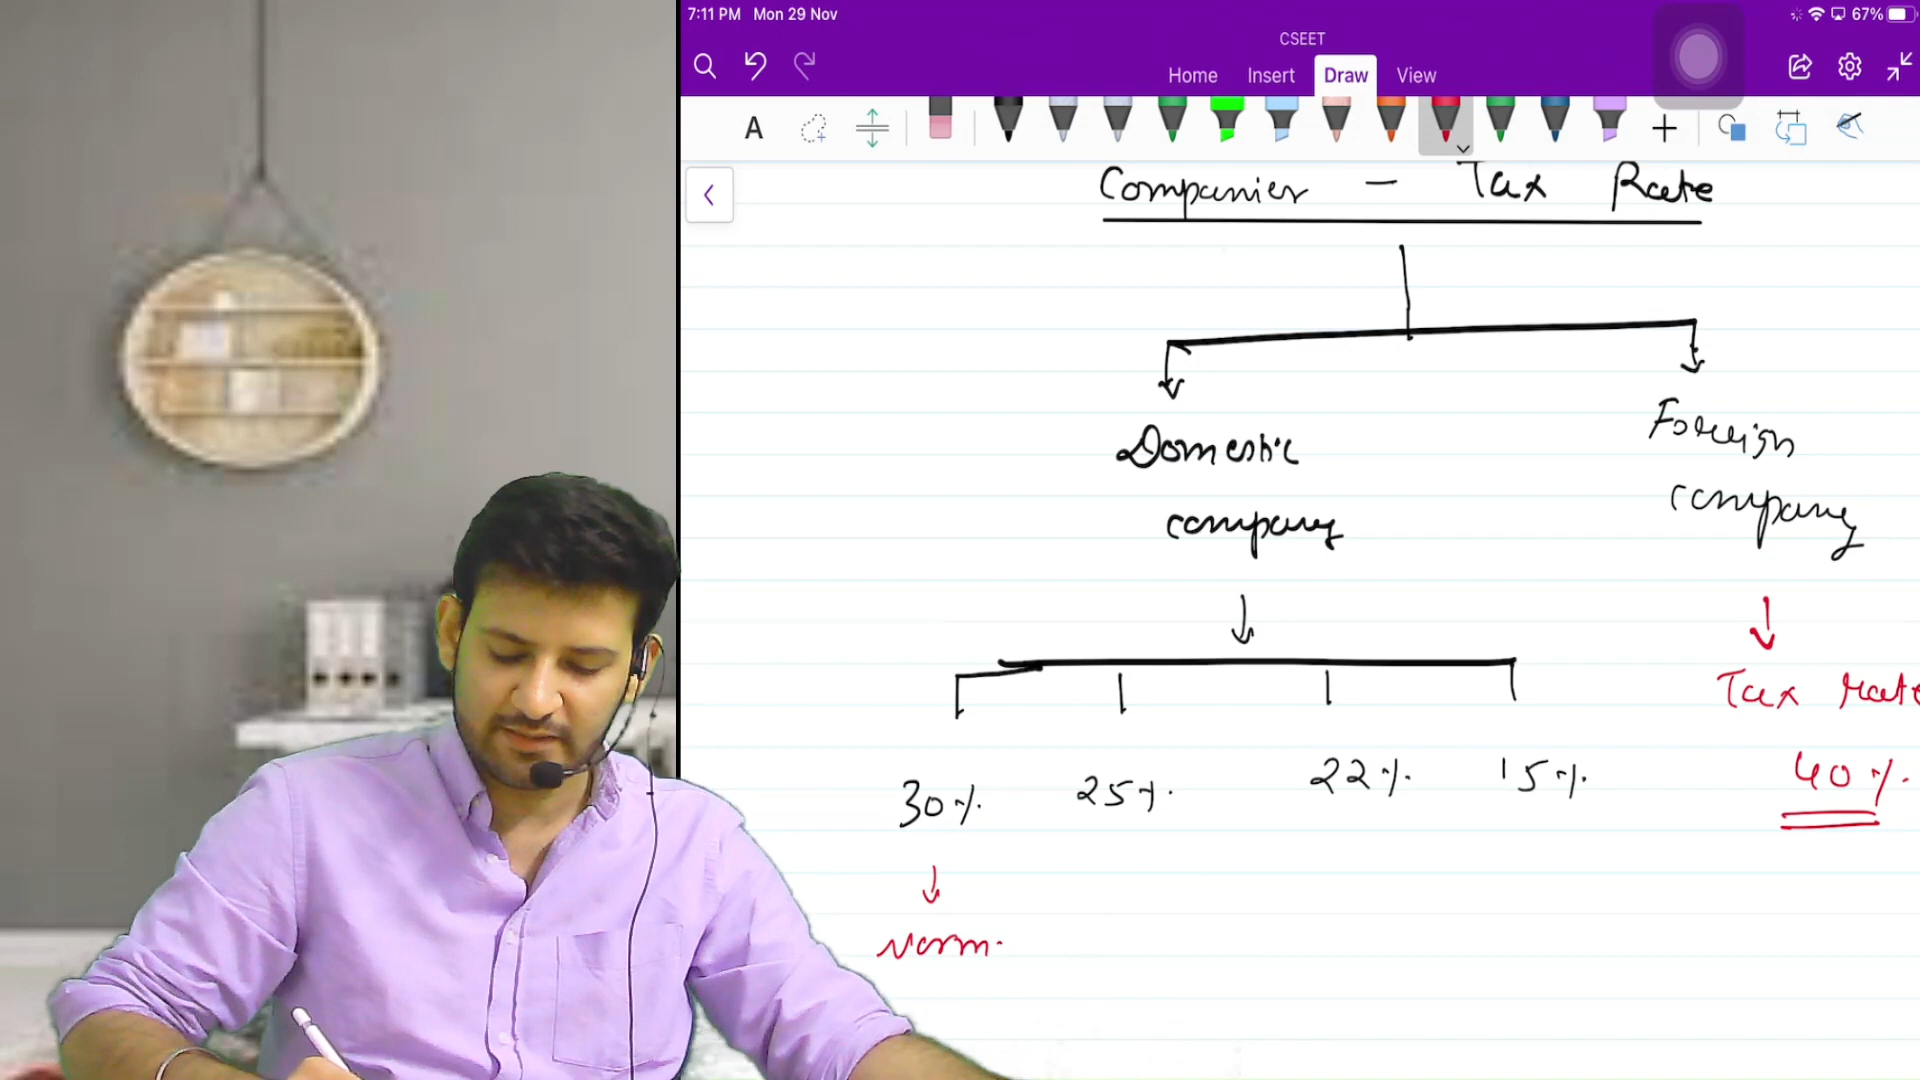 7:11 PM Mon 29 Nov
67%
CSEET
Home Insert Draw View
A
Companies - Tax Rate
Domestic
company
Foreign
company
Tax Rate
30% 25% 22% 15% 40%
Norm.